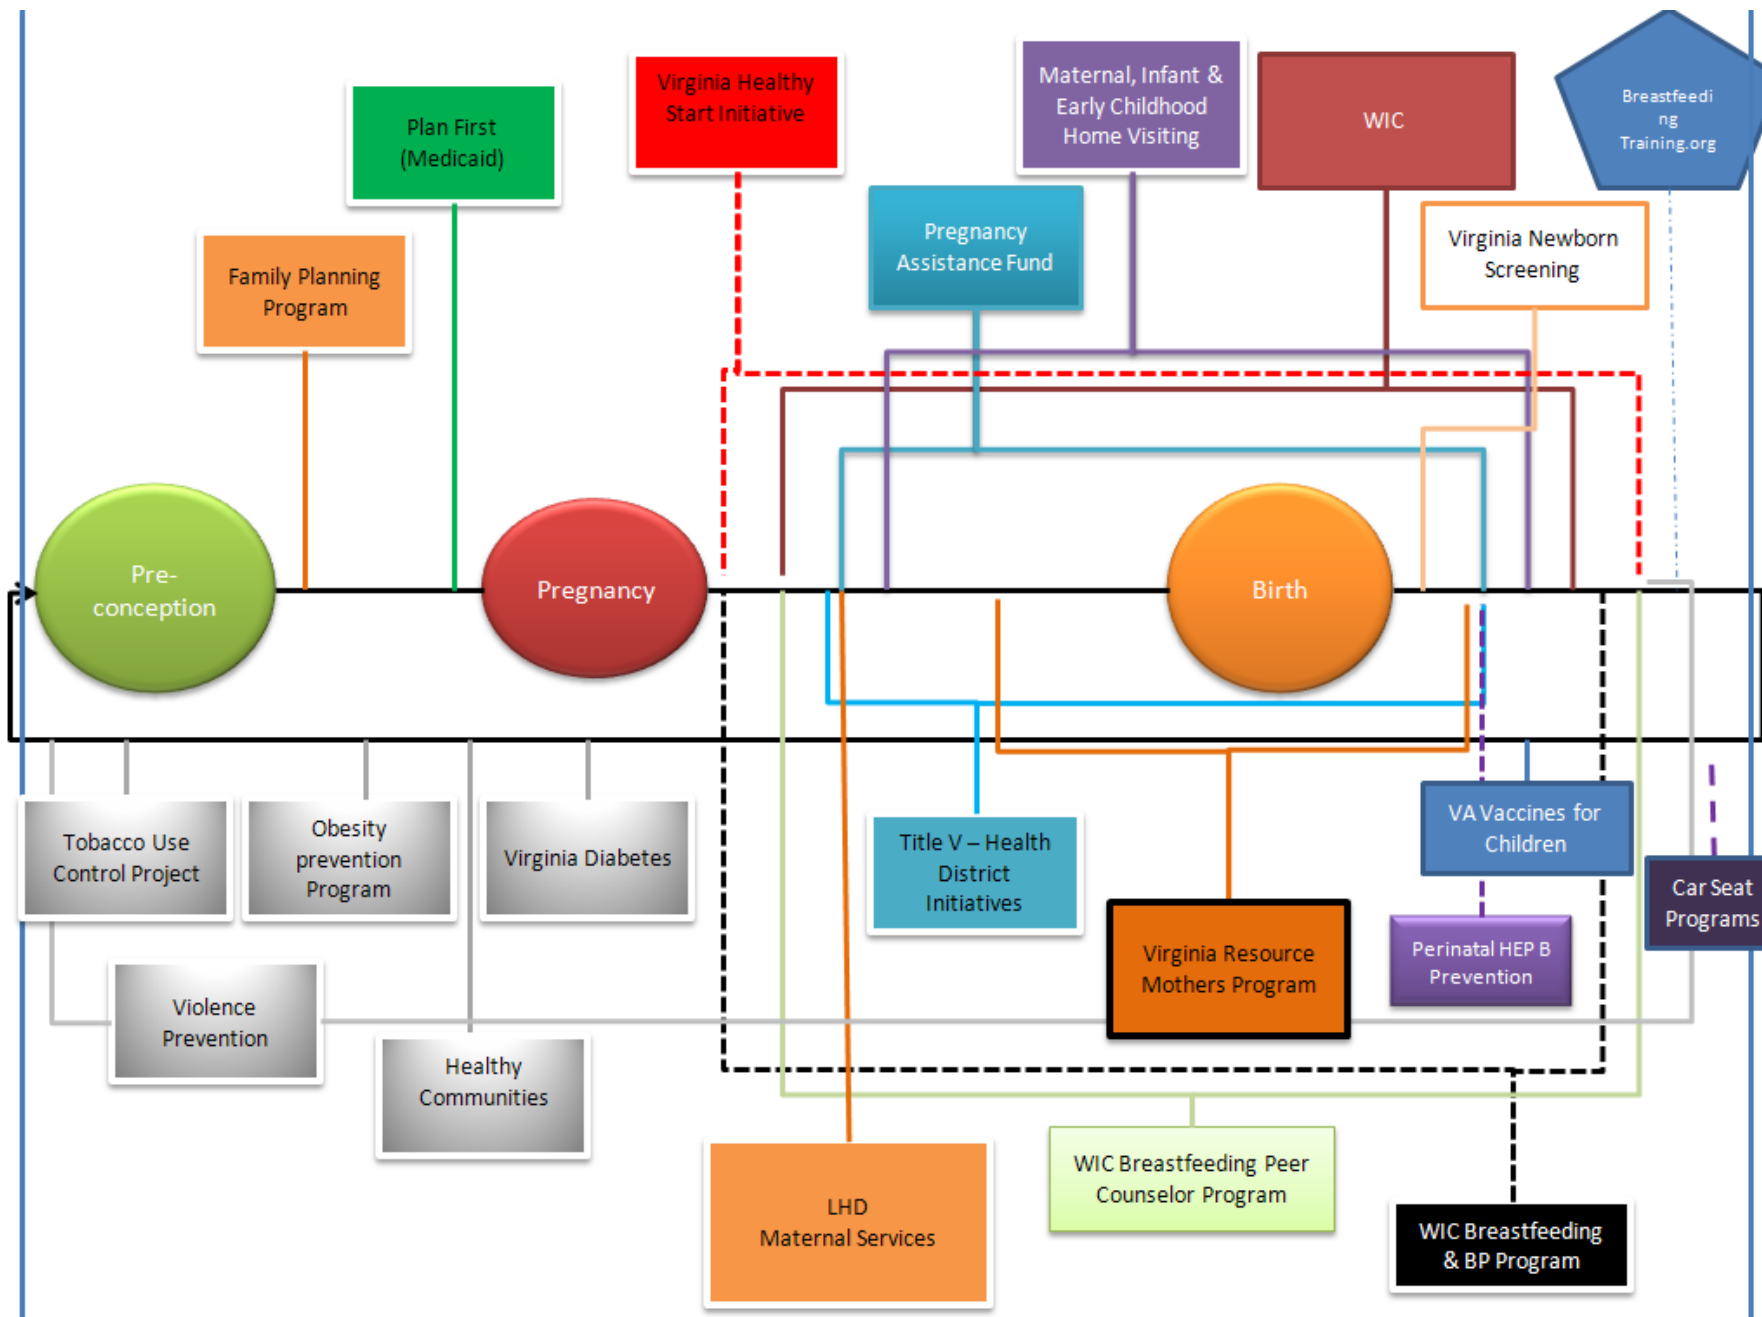 Virginia Healthy
Start Initiative
Maternal, Infant &
Early Childhood
Home Visiting
WIC
Breastfeedi
ng
Training.org
Plan First
(Medicaid)
Pregnancy
Assistance Fund
Virginia Newborn
Screening
Family Planning
Program
Pre-
conception
Pregnancy
Birth
Tobacco Use
Control Project
Obesity
prevention
Program
Virginia Diabetes
Title V – Health
District
Initiatives
VA Vaccines for
Children
Car Seat
Programs
Virginia Resource
Mothers Program
Perinatal HEP B
Prevention
Violence
Prevention
Healthy
Communities
LHD
Maternal Services
WIC Breastfeeding Peer
Counselor Program
WIC Breastfeeding
& BP Program